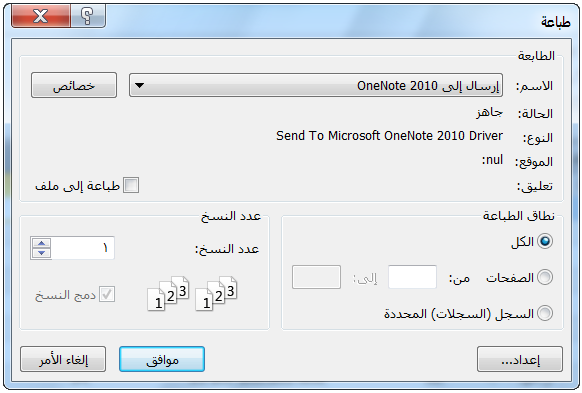 طباعة
الطابعة
الاسم: إرسال إلى OneNote 2010 خصائص
الحالة: جاهز
النوع: Send To Microsoft OneNote 2010 Driver
الموقع: nul:
تعليق: طباعة إلى ملف
نطاق الطباعة
الكل
الصفحات من: إلى:
السجل (السجلات) المحددة
عدد النسخ
عدد النسخ: ١
1 2 3 1 2 3 دمج النسخ
إعداد... موافق إلغاء الأمر